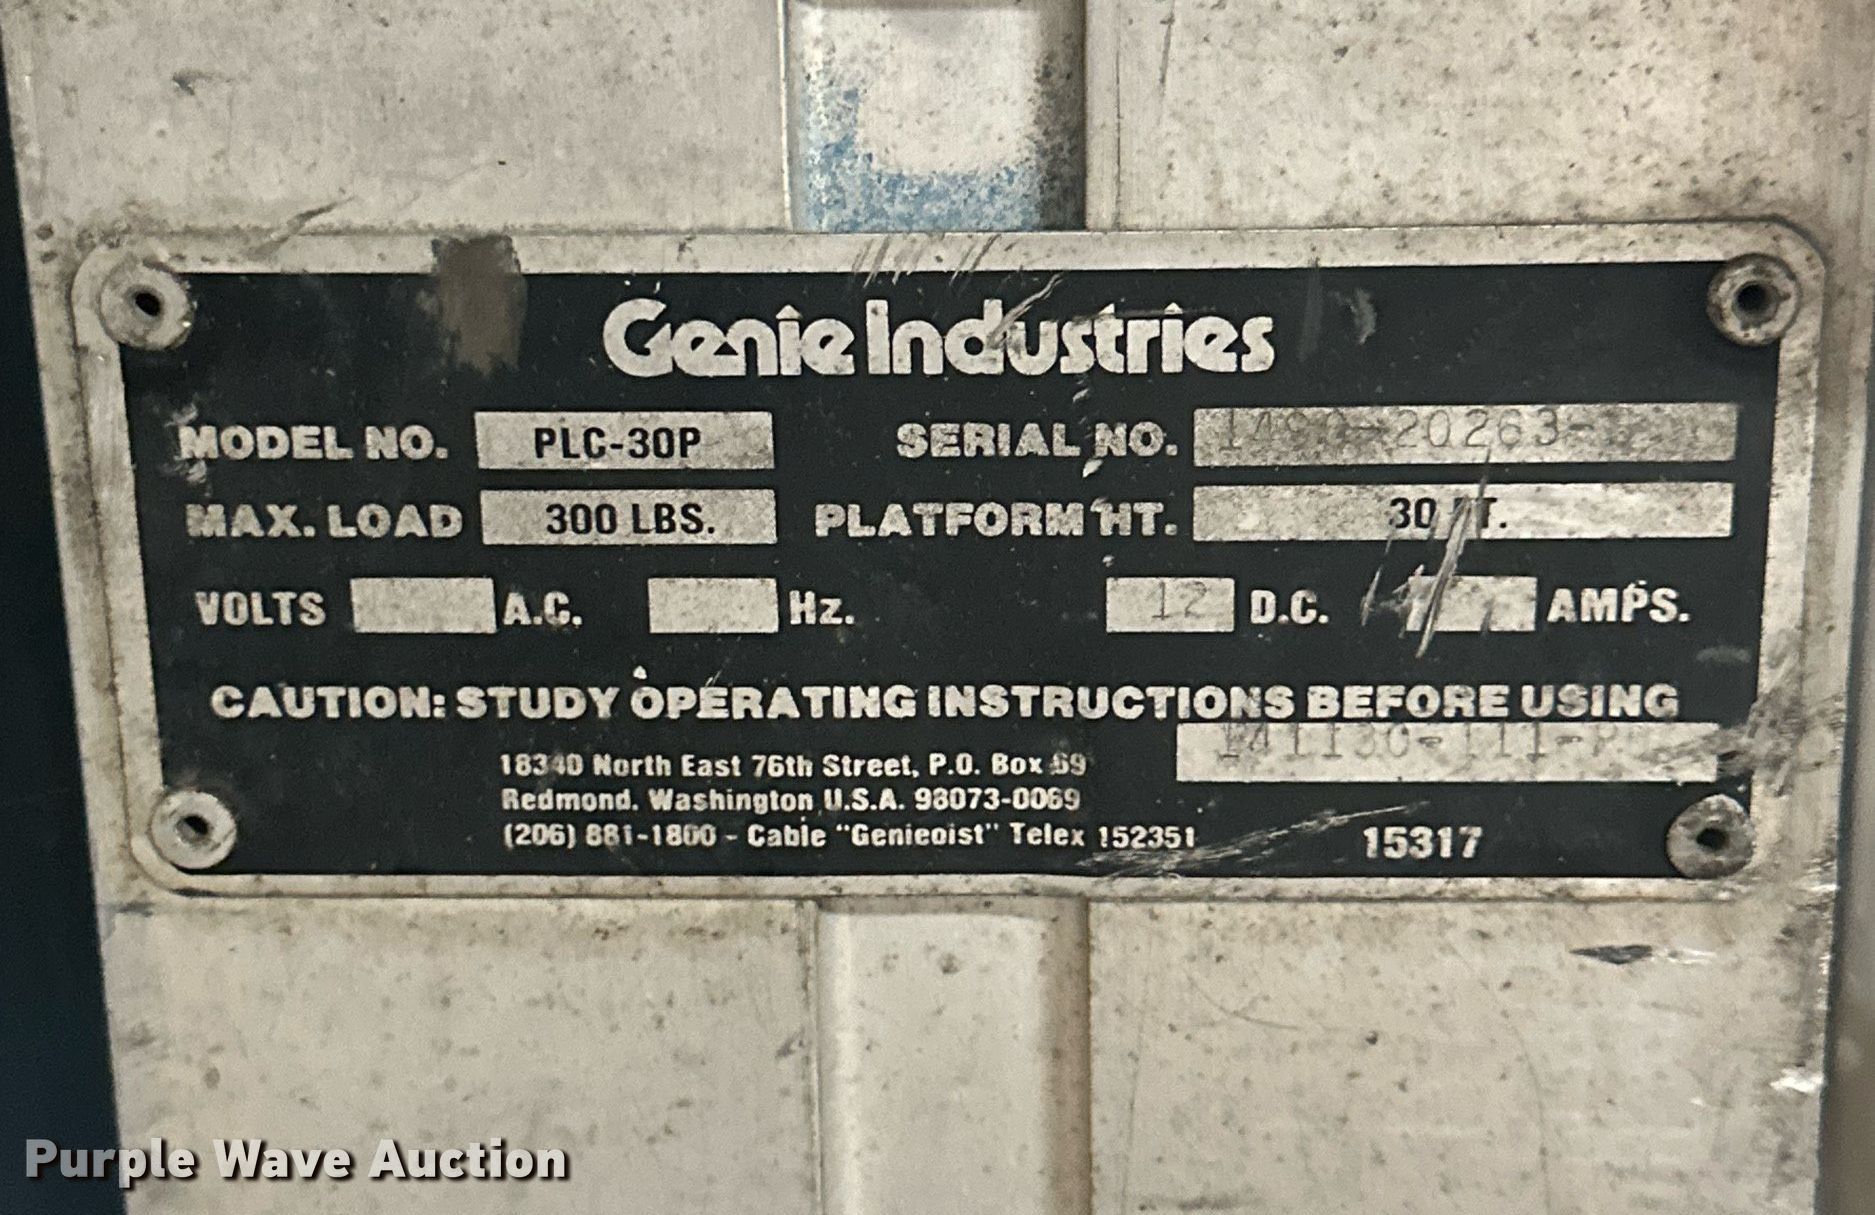 Genie Industries
MODEL NO. PLC-30P SERIAL NO.
MAX. LOAD 300 LBS. PLATFORM HT. 30 FT.
VOLTS A.C. Hz. 12 D.C. AMPS.
CAUTION: STUDY OPERATING INSTRUCTIONS BEFORE USING
18340 North East 76th Street, P.O. Box 69
Redmond, Washington U.S.A. 98073-0069
(206) 881-1800 - Cable "Genieoist" Telex 152351
15317
Purple Wave Auction